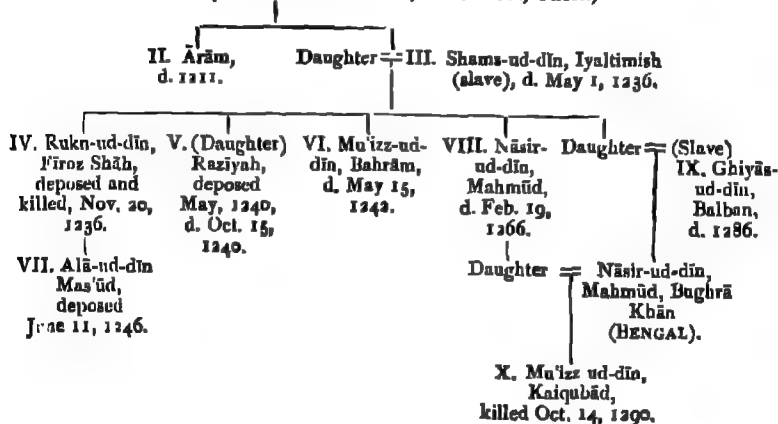 II. Ārām,
d. 1211.
Daughter = III. Shams-ud-dīn, Iyaltimish
(slave), d. May 1, 1236.
IV. Rukn-ud-dīn,
Fīroz Shāh,
deposed and
killed, Nov. 20,
1236.
V. (Daughter)
Raziyah,
deposed
May, 1240,
d. Oct. 15,
1240.
VI. Mu'izz-ud-
dīn, Bahrām,
d. May 15,
1242.
VIII. Nāsir-
ud-dīn,
Mahmūd,
d. Feb. 19,
1266.
Daughter = (Slave)
IX. Ghiyās-
ud-dīn,
Balban,
d. 1286.
VII. Alā-ud-dīn
Mas'ūd,
deposed
June 11, 1246.
Daughter = Nāsir-ud-dīn,
Mahmūd, Bughrā
Khān
(BENGAL).
X. Mu'izz ud-dīn,
Kaiqubād,
killed Oct. 14, 1290.